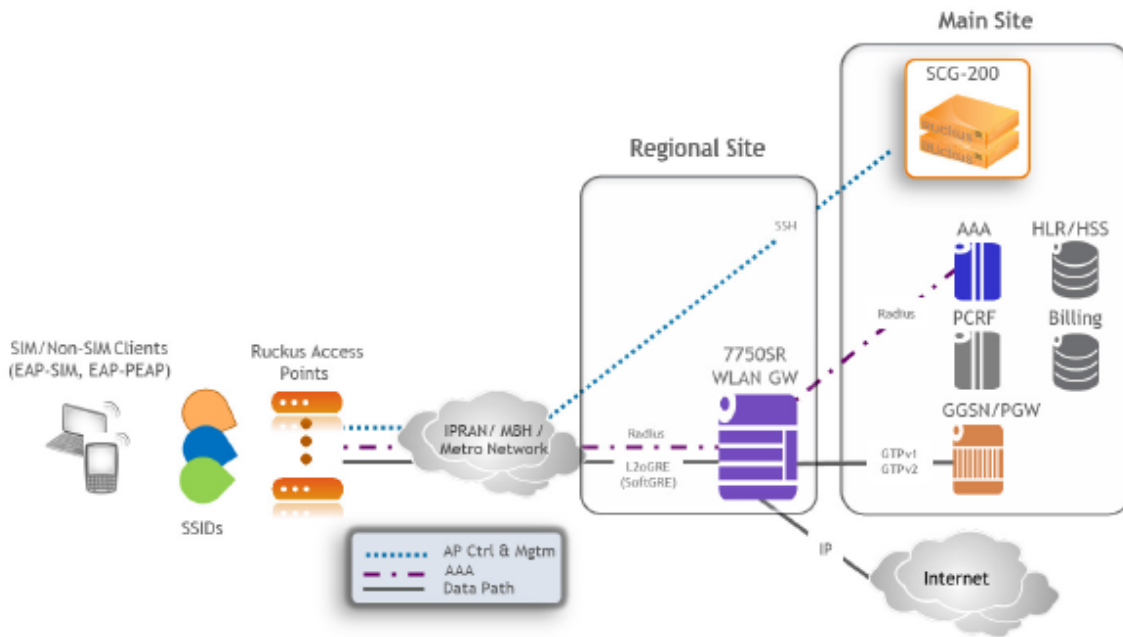 Main Site
SCG-200
Ruckus
Ruckus
Regional Site
SSH
AAA
HLR/HSS
Radius
PCRF
Billing
SIM/Non-SIM Clients
(EAP-SIM, EAP-PEAP)
Ruckus Access
Points
7750SR
WLAN GW
GGSN/PGW
IPRAN/ MBH /
Metro Network
Radius
L2oGRE
(SoftGRE)
GTPv1
GTPv2
SSIDs
AP Ctrl & Mgtm
AAA
Data Path
IP
Internet